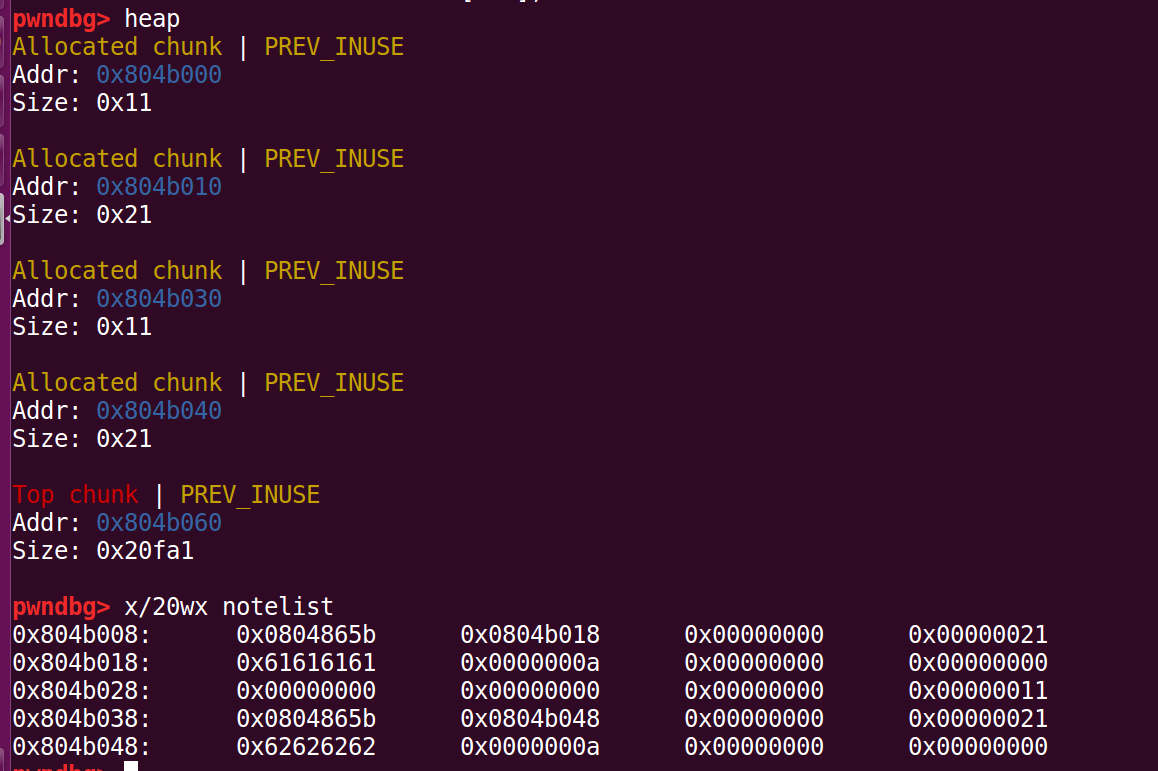 pwndbg> heap
Allocated chunk | PREV_INUSE
Addr: 0x804b000
Size: 0x11
Allocated chunk | PREV_INUSE
Addr: 0x804b010
Size: 0x21
Allocated chunk | PREV_INUSE
Addr: 0x804b030
Size: 0x11
Allocated chunk | PREV_INUSE
Addr: 0x804b040
Size: 0x21
Top chunk | PREV_INUSE
Addr: 0x804b060
Size: 0x20fa1
pwndbg> x/20wx notelist
0x804b008: 0x0804865b 0x0804b018 0x00000000 0x00000021
0x804b018: 0x61616161 0x0000000a 0x00000000 0x00000000
0x804b028: 0x00000000 0x00000000 0x00000000 0x00000011
0x804b038: 0x0804865b 0x0804b048 0x00000000 0x00000021
0x804b048: 0x62626262 0x0000000a 0x00000000 0x00000000
pwndbg>